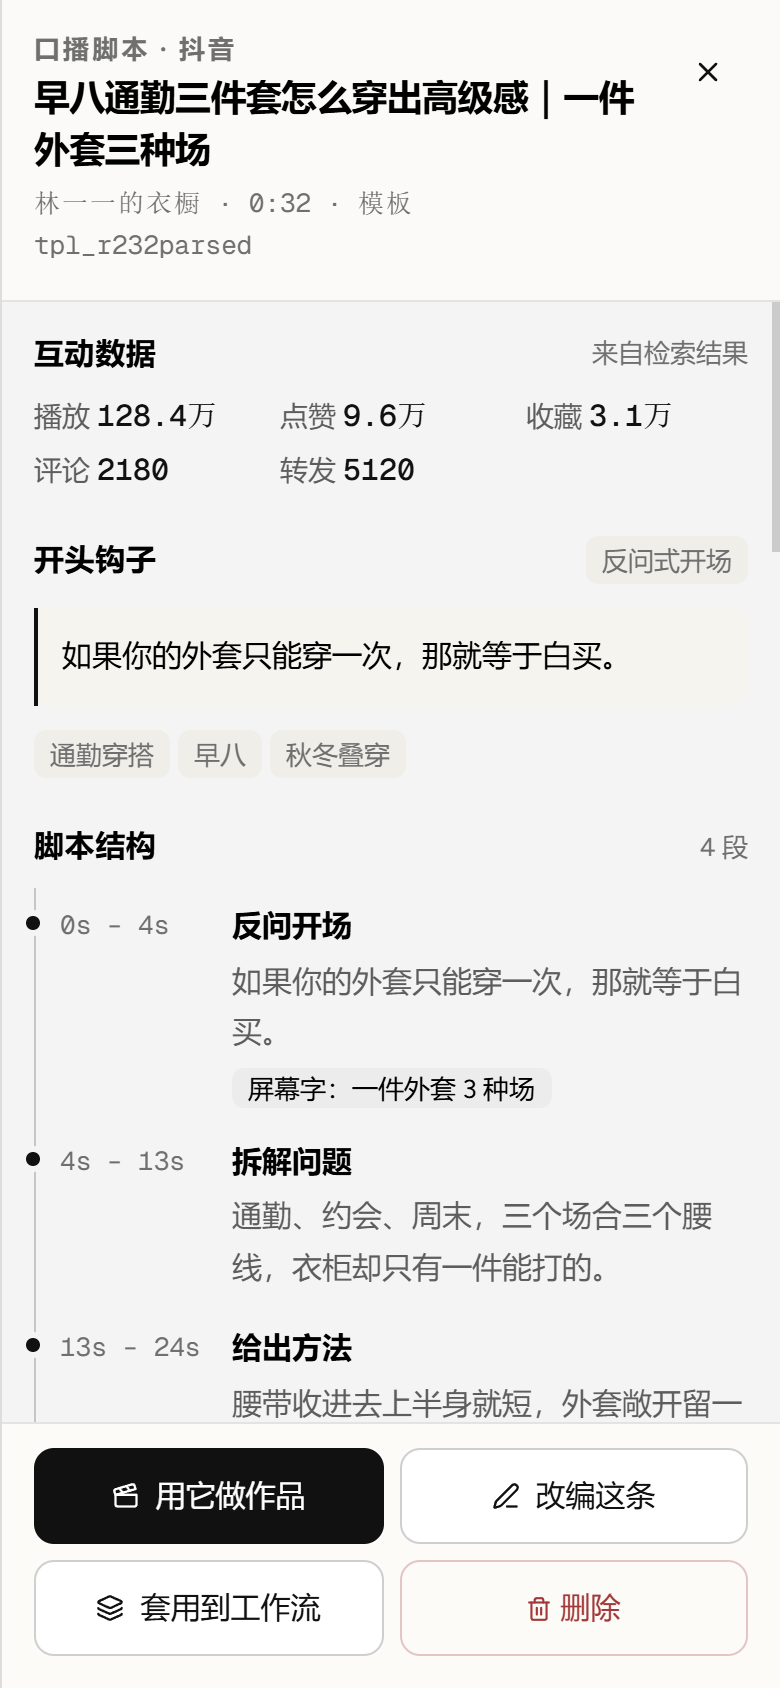 口播脚本 · 抖音
早八通勤三件套怎么穿出高级感｜一件
外套三种场
林一一的衣橱 · 0:32 · 模板
tpl_r232parsed
互动数据 来自检索结果
播放 128.4万 点赞 9.6万 收藏 3.1万
评论 2180 转发 5120
开头钩子 反问式开场
如果你的外套只能穿一次，那就等于白买。
通勤穿搭 早八 秋冬叠穿
脚本结构 4 段
0s - 4s 反问开场
如果你的外套只能穿一次，那就等于白
买。
屏幕字：一件外套 3 种场
4s - 13s 拆解问题
通勤、约会、周末，三个场合三个腰
线，衣柜却只有一件能打的。
13s - 24s 给出方法
腰带收进去上半身就短，外套敞开留一
用它做作品 改编这条
套用到工作流 删除